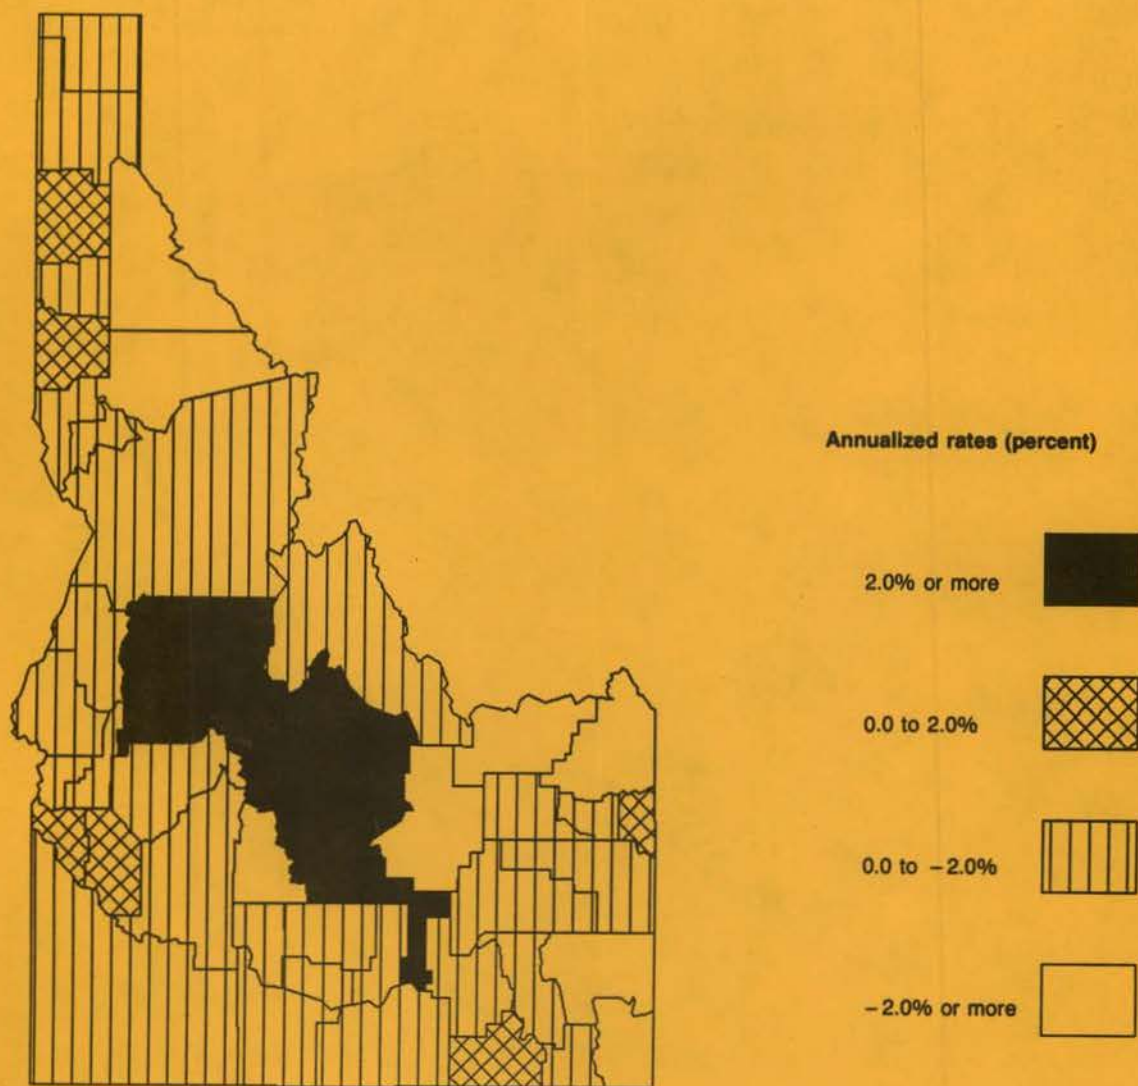 Annualized rates (percent)
2.0% or more
0.0 to 2.0%
0.0 to −2.0%
−2.0% or more